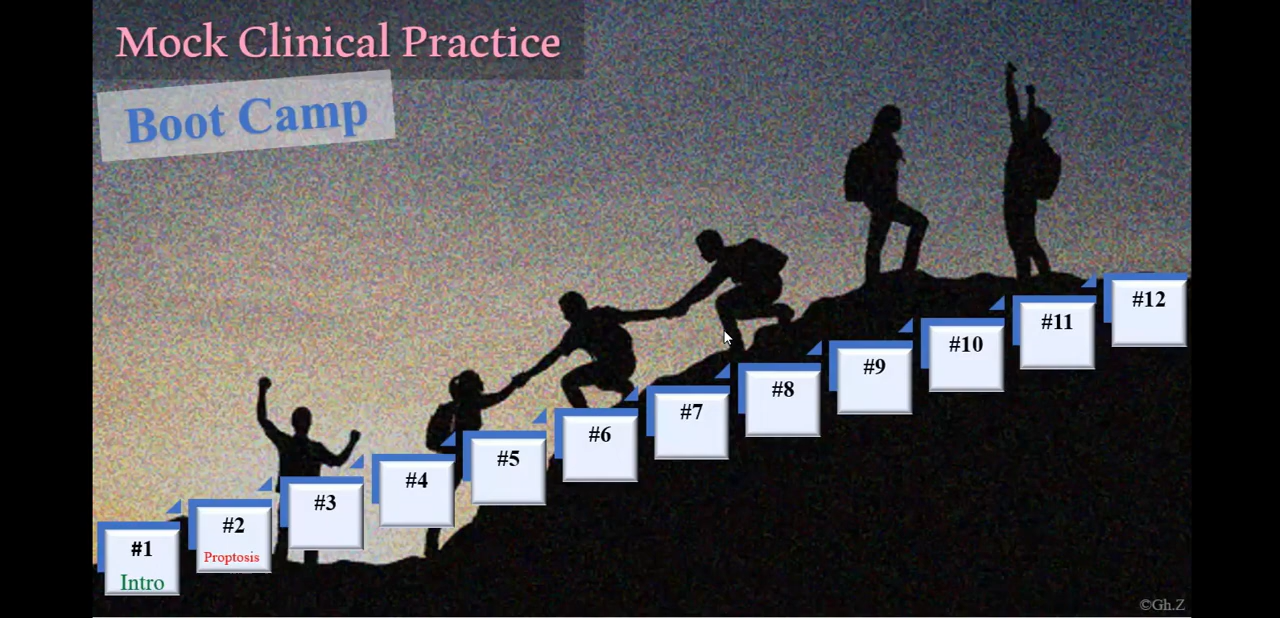 Mock Clinical Practice
Boot Camp
#1
Intro
#2
Proptosis
#3
#4
#5
#6
#7
#8
#9
#10
#11
#12
©Gh.Z